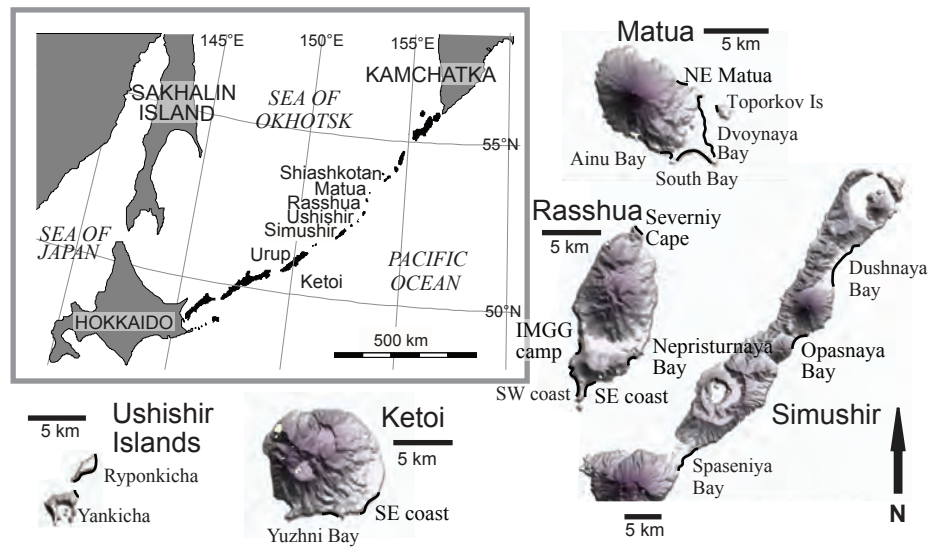 145°E
150°E
155°E
KAMCHATKA
SAKHALIN
ISLAND
SEA OF
OKHOTSK
55°N
Shiashkotan
Matua
Rasshua
Ushishir
Simushir
SEA OF
JAPAN
Urup
Ketoi
PACIFIC
OCEAN
50°N
HOKKAIDO
500 km
Matua
5 km
NE Matua
Toporkov Is
Dvoynaya
Bay
Ainu Bay
South Bay
Rasshua
5 km
Severniy
Cape
IMGG
camp
Nepristurnaya
Bay
SW coast
SE coast
Dushnaya
Bay
Opasnaya
Bay
Simushir
Spaseniya
Bay
5 km
N
5 km
Ushishir
Islands
Ryponkicha
Yankicha
Ketoi
5 km
SE coast
Yuzhni Bay